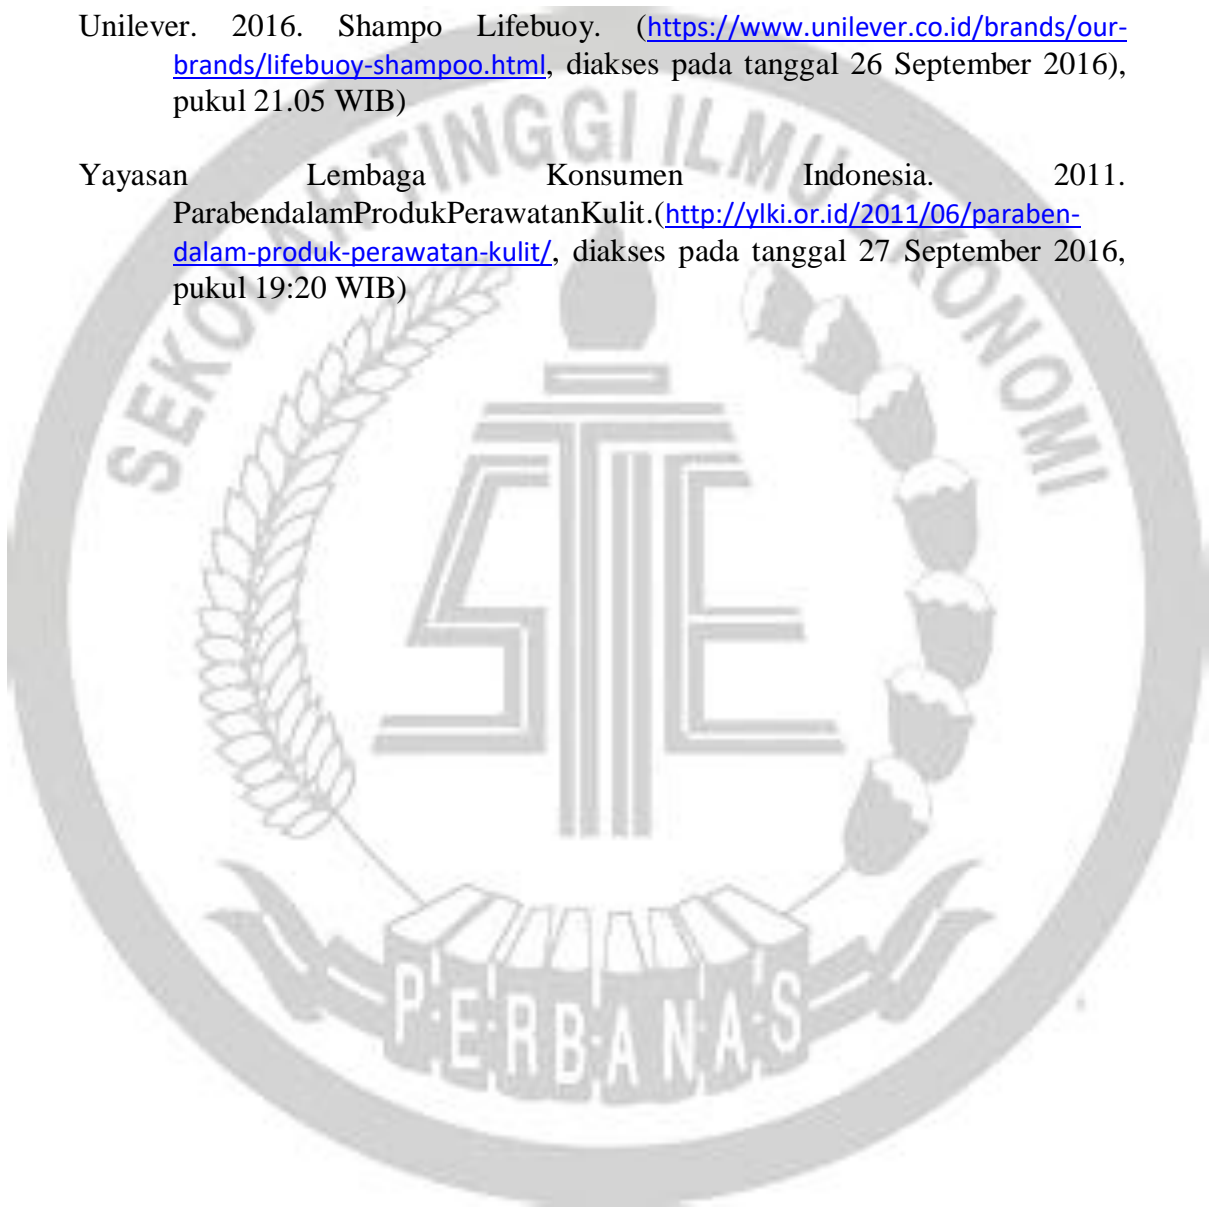 Unilever. 2016. Shampo Lifebuoy. (https://www.unilever.co.id/brands/our-
brands/lifebuoy-shampoo.html, diakses pada tanggal 26 September 2016),
pukul 21.05 WIB)
Yayasan Lembaga Konsumen Indonesia. 2011.
ParabendalamProdukPerawatanKulit.(http://ylki.or.id/2011/06/paraben-
dalam-produk-perawatan-kulit/, diakses pada tanggal 27 September 2016,
pukul 19:20 WIB)
SEKOLAH TINGGI ILMU EKONOMI
STIE
P·E·R·B·A·N·A·S